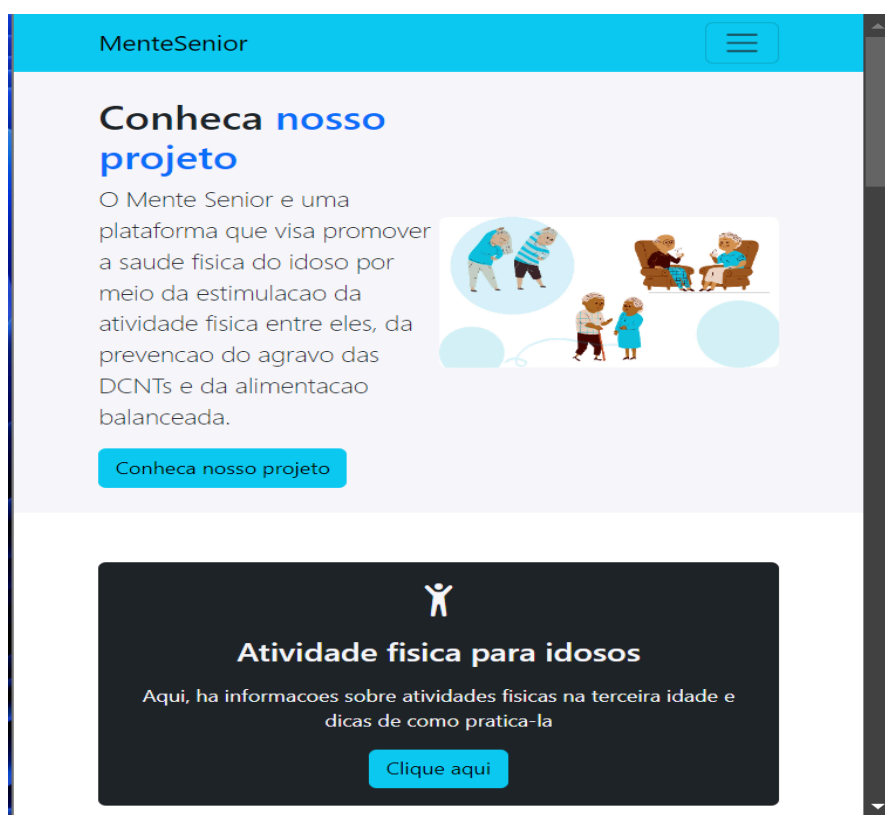 MenteSenior
Conheca nosso
projeto
O Mente Senior e uma
plataforma que visa promover
a saude fisica do idoso por
meio da estimulacao da
atividade fisica entre eles, da
prevencao do agravo das
DCNTs e da alimentacao
balanceada.
Conheca nosso projeto
Ativídade fisica para idosos
Aqui, ha informacoes sobre atividades fisicas na terceira idade e
dicas de como pratica-la
Clique aqui